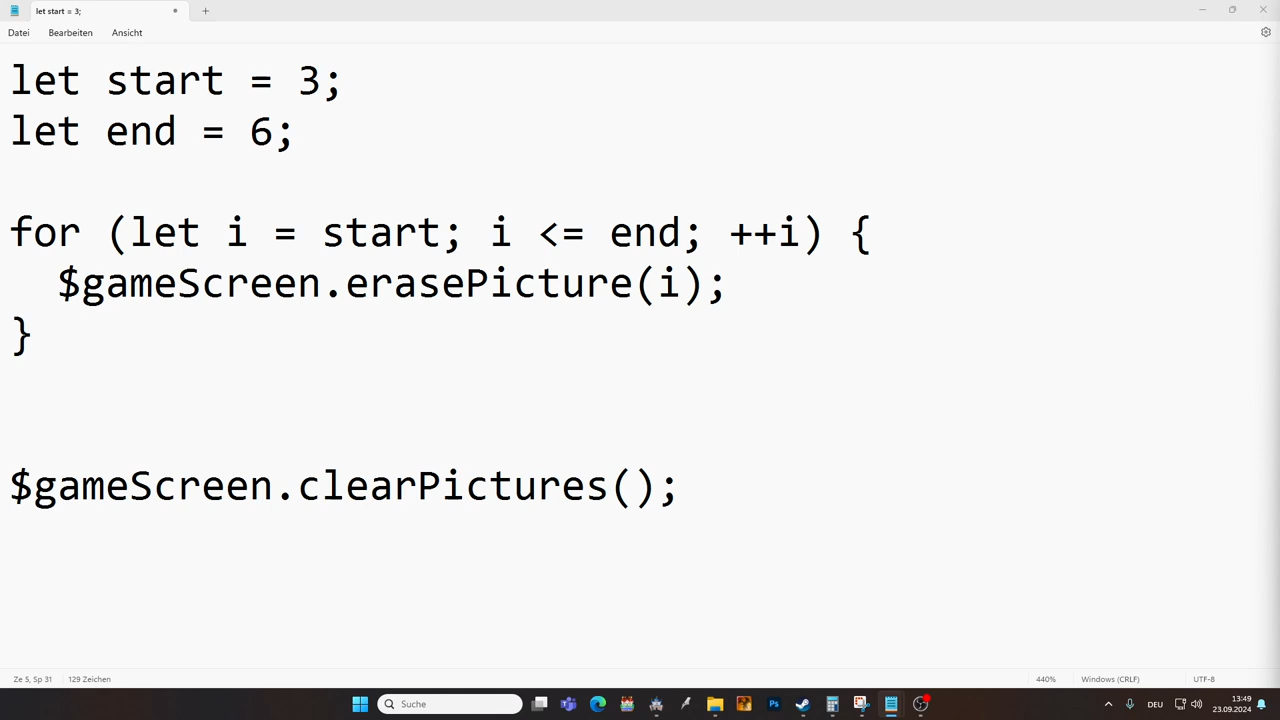 let start = 3;
Datei Bearbeiten Ansicht
let start = 3;
let end = 6;
for (let i = start; i <= end; ++i) {
$gameScreen.erasePicture(i);
}
$gameScreen.clearPictures();
Ze 5, Sp 31 129 Zeichen 440% Windows (CRLF) UTF-8
Suche Ps DEU 13:49
23.09.2024